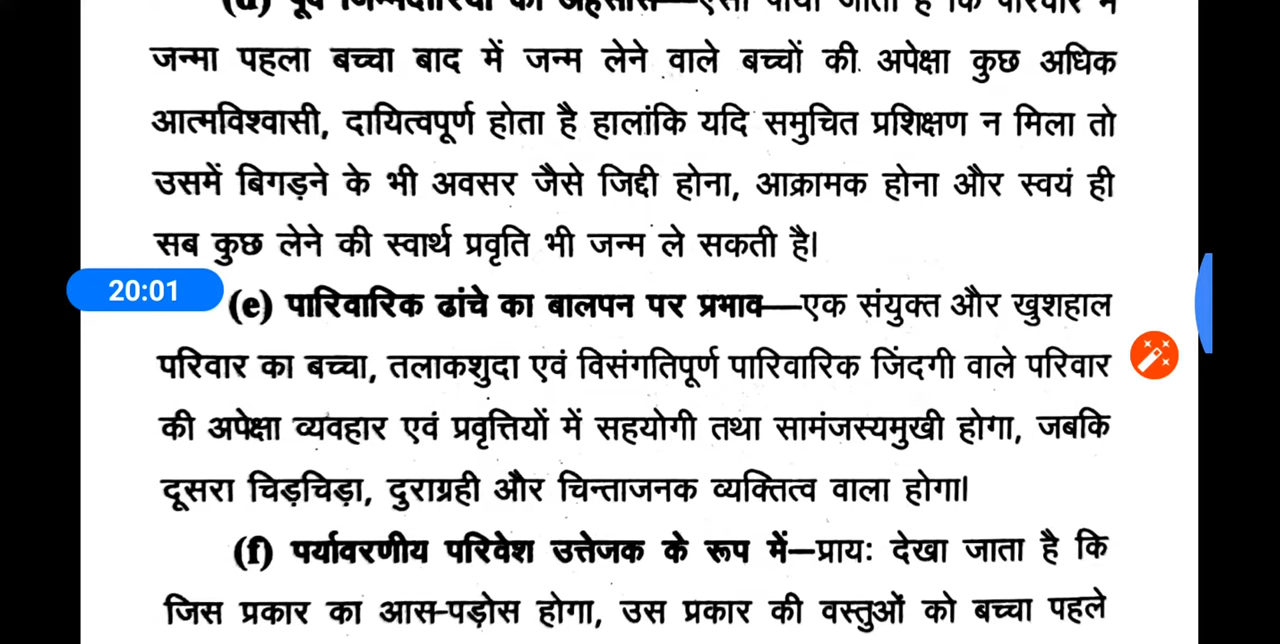 जन्मा पहला बच्चा बाद में जन्म लेने वाले बच्चों की अपेक्षा कुछ अधिक
आत्मविश्वासी, दायित्वपूर्ण होता है हालांकि यदि समुचित प्रशिक्षण न मिला तो
उसमें बिगड़ने के भी अवसर जैसे जिद्दी होना, आक्रामक होना और स्वयं ही
सब कुछ लेने की स्वार्थ प्रवृति भी जन्म ले सकती है।
20:01
(e) पारिवारिक ढांचे का बालपन पर प्रभाव—एक संयुक्त और खुशहाल
परिवार का बच्चा, तलाकशुदा एवं विसंगतिपूर्ण पारिवारिक जिंदगी वाले परिवार
की अपेक्षा व्यवहार एवं प्रवृत्तियों में सहयोगी तथा सामंजस्यमुखी होगा, जबकि
दूसरा चिड़चिड़ा, दुराग्रही और चिन्ताजनक व्यक्तित्व वाला होगा।
(f) पर्यावरणीय परिवेश उत्तेजक के रूप में—प्रायः देखा जाता है कि
जिस प्रकार का आस-पड़ोस होगा, उस प्रकार की वस्तुओं को बच्चा पहले